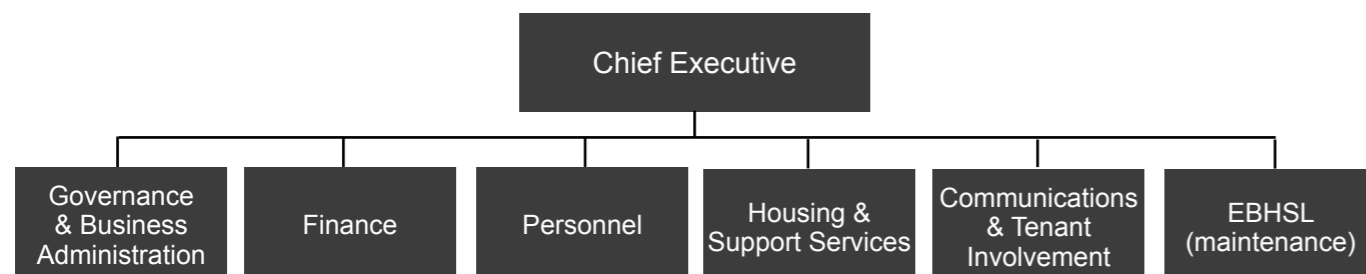 Chief Executive
Governance
& Business
Administration
Finance
Personnel
Housing &
Support Services
Communications
& Tenant
Involvement
EBHSL
(maintenance)